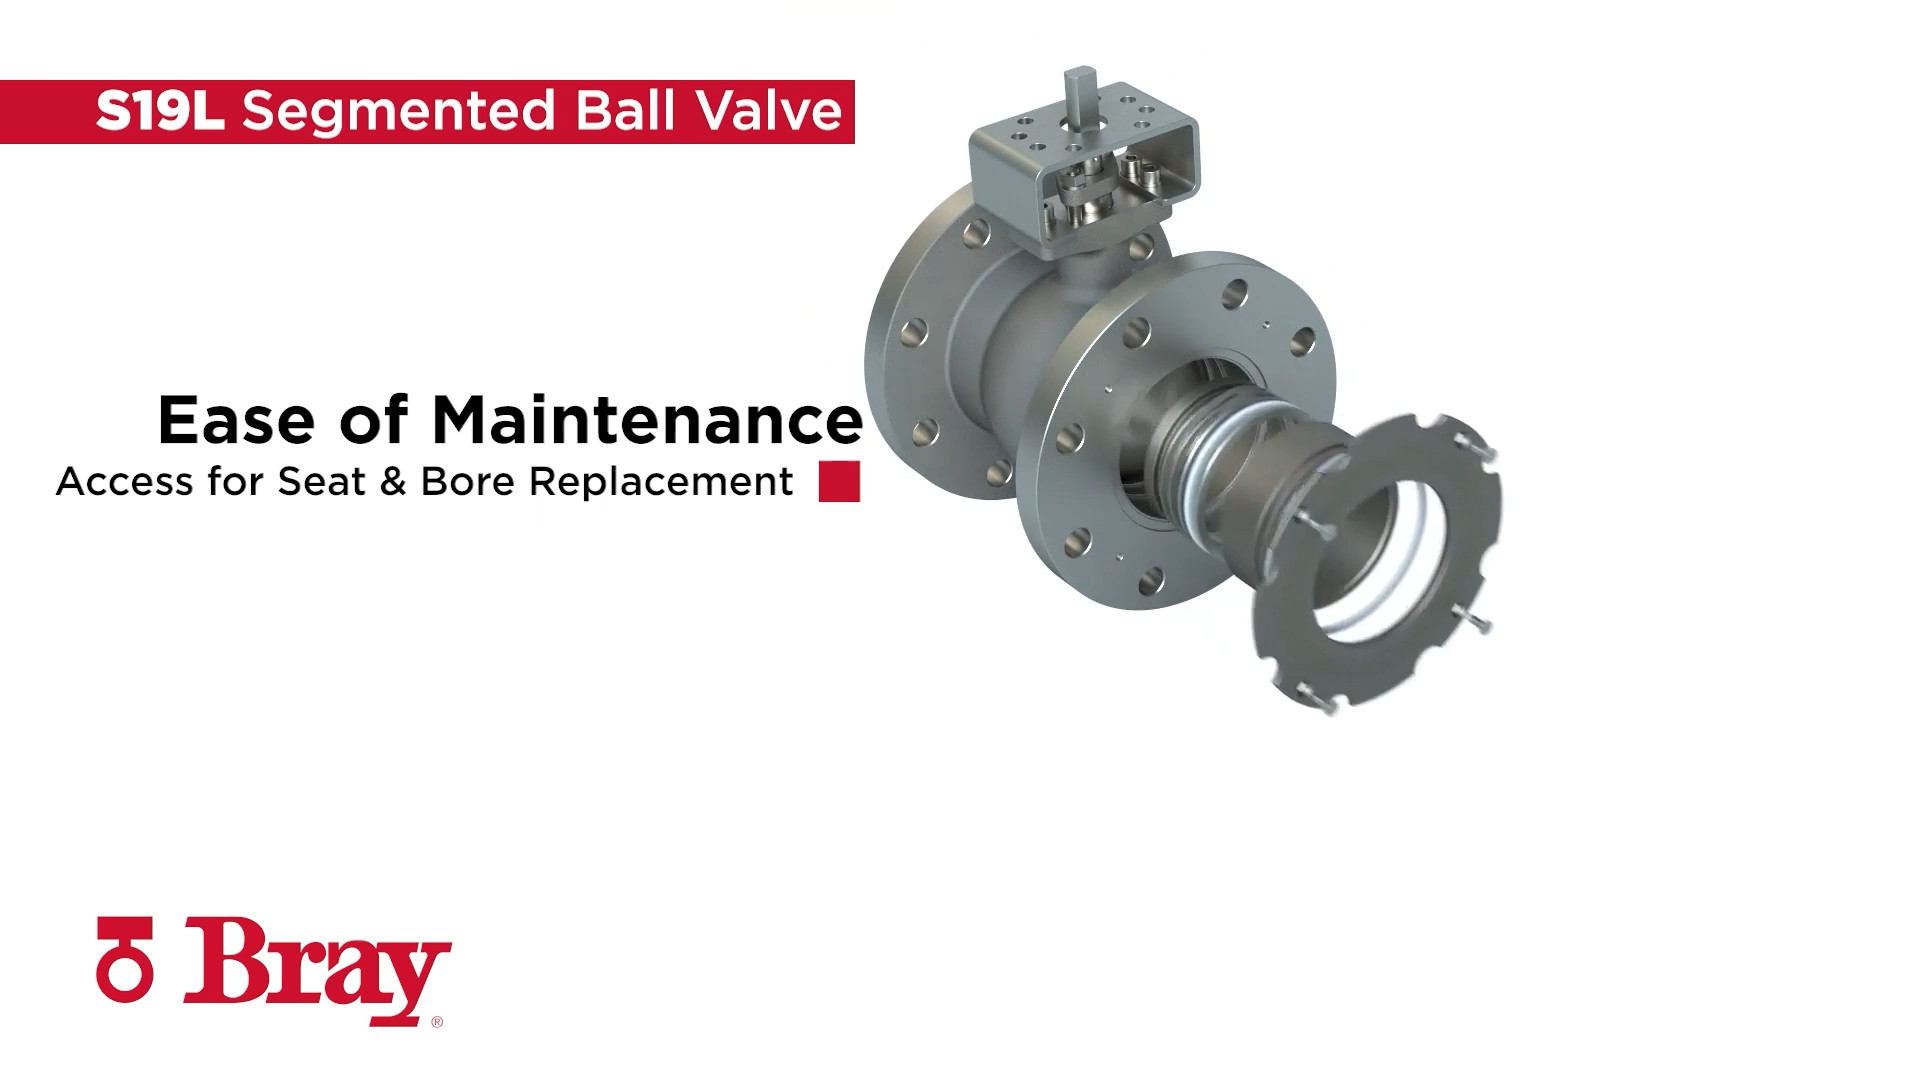 S19L Segmented Ball Valve
Ease of Maintenance
Access for Seat & Bore Replacement
Bray®